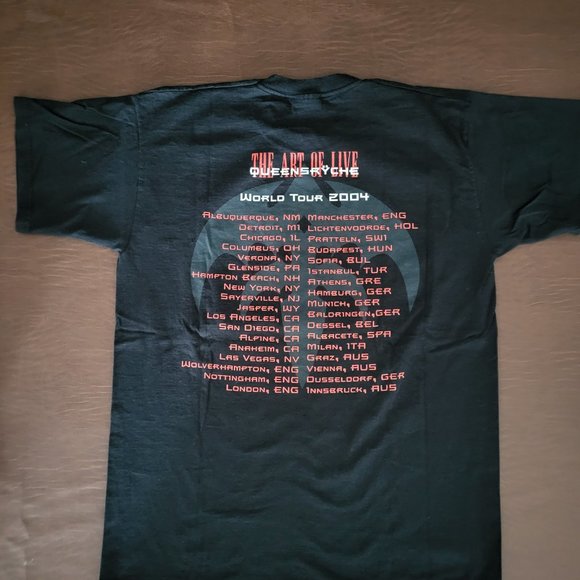 THE ART OF LIVE
QUEENSRŸCHE
WORLD TOUR 2004
ALBUQUERQUE, NM MANCHESTER, ENG
DETROIT, MI LICHTENVOORDE, HOL
CHICAGO, IL PRATTELN, SWI
COLUMBUS, OH BUDAPEST, HUN
VERONA, NY SOFIA, BUL
GLENSIDE, PA ISTANBUL, TUR
HAMPTON BEACH, NH ATHENS, GRE
NEW YORK, NY HAMBURG, GER
SAYERVILLE, NJ MUNICH, GER
JASPER, WY BALDRINGEN,GER
LOS ANGELES, CA DESSEL, BEL
SAN DIEGO, CA ALBACETE, SPA
ALPINE, CA MILAN, ITA
ANAHEIM, CA GRAZ, AUS
LAS VEGAS, NV VIENNA, AUS
WOLVERHAMPTON, ENG DUSSELDORF, GER
NOTTINGHAM, ENG INNSBRUCK, AUS
LONDON, ENG